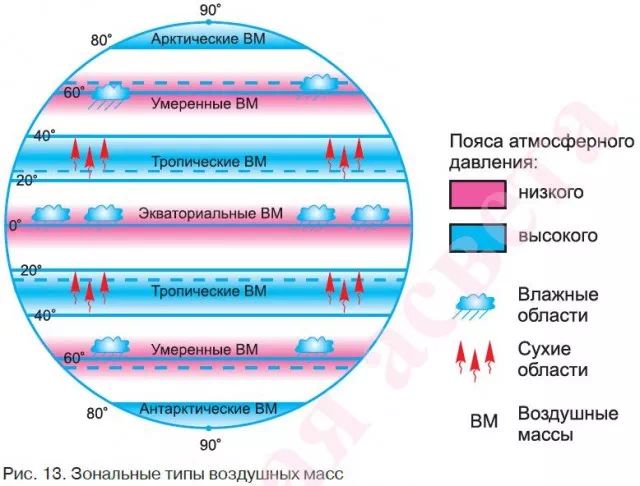 90°
80°
Арктические ВМ
60°
Умеренные ВМ
40°
Тропические ВМ
20°
Экваториальные ВМ
0°
20°
Тропические ВМ
40°
Умеренные ВМ
60°
80°
Антарктические ВМ
90°
Пояса атмосферного
давления:
низкого
высокого
Влажные
области
Сухие
области
ВМ
Воздушные
массы
Рис. 13. Зональные типы воздушных масс
асвета